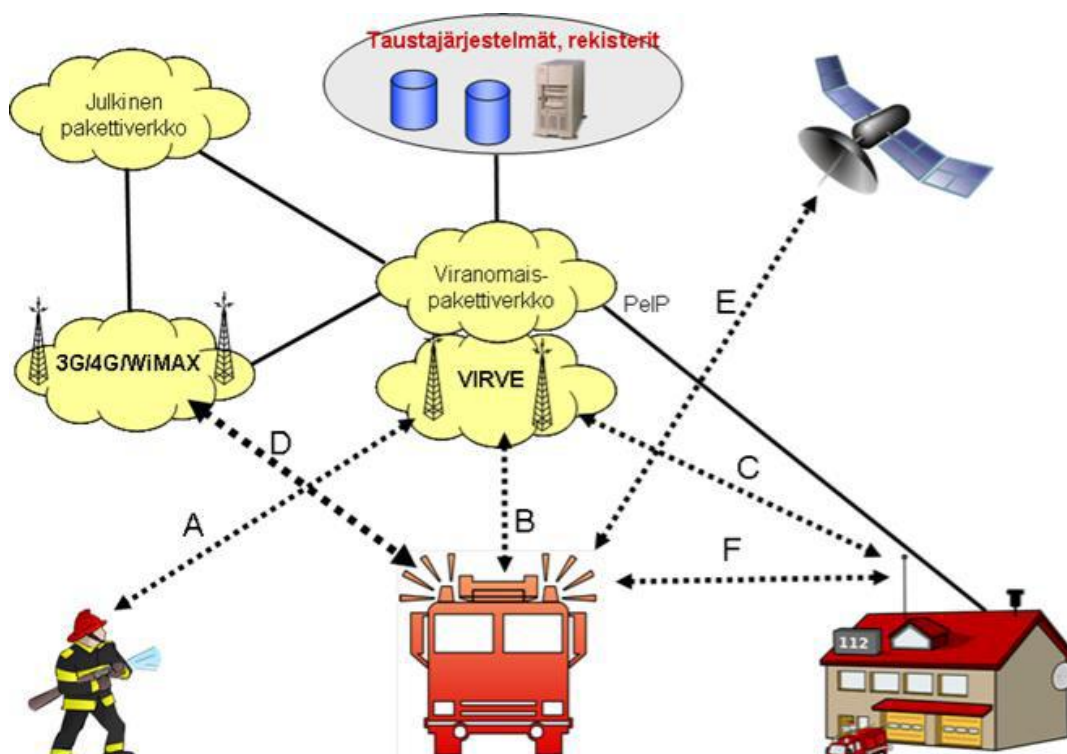 Taustajärjestelmät, rekisterit
Julkinen
pakettiverkko
Viranomais-
pakettiverkko
PeIP
E
3G/4G/WiMAX
VIRVE
D
C
A
B
F
112